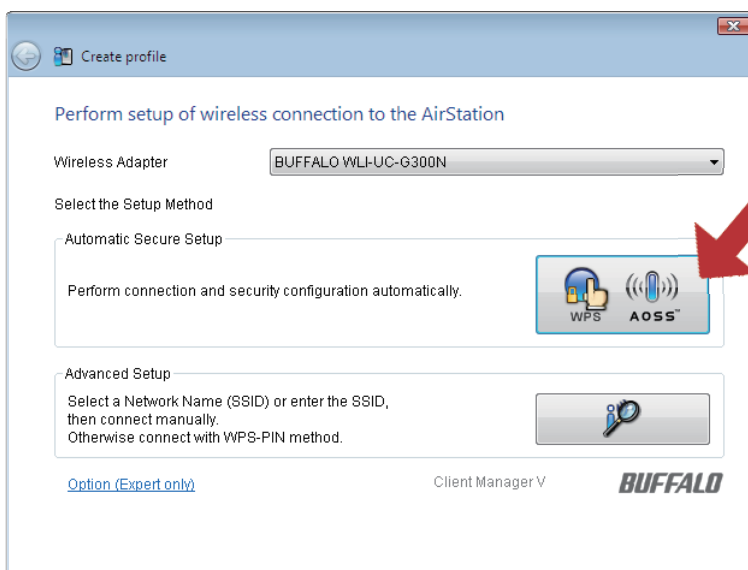 Create profile
Perform setup of wireless connection to the AirStation
Wireless Adapter
BUFFALO WLI-UC-G300N
Select the Setup Method
Automatic Secure Setup
Perform connection and security configuration automatically.
WPS
AOSS™
Advanced Setup
Select a Network Name (SSID) or enter the SSID,
then connect manually.
Otherwise connect with WPS-PIN method.
Option (Expert only)
Client Manager V
BUFFALO